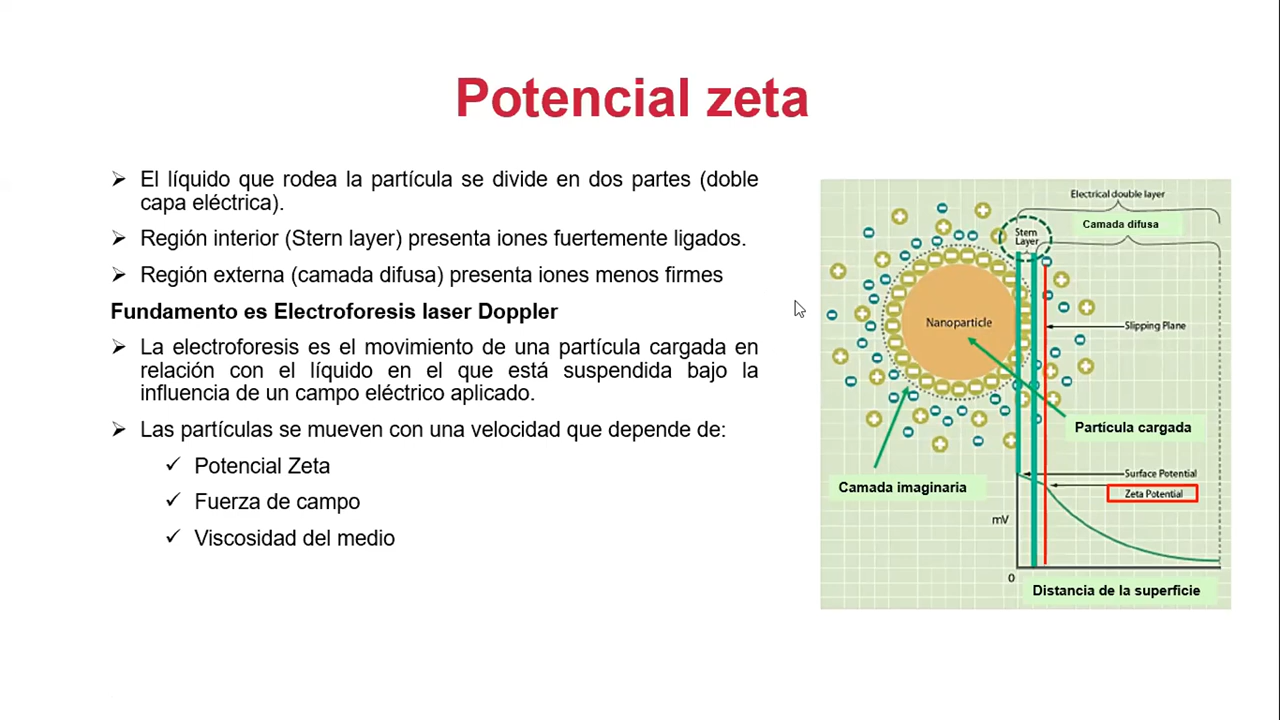 Potencial zeta
El líquido que rodea la partícula se divide en dos partes (doble
capa eléctrica).
Región interior (Stern layer) presenta iones fuertemente ligados.
Región externa (camada difusa) presenta iones menos firmes
Fundamento es Electroforesis laser Doppler
La electroforesis es el movimiento de una partícula cargada en
relación con el líquido en el que está suspendida bajo la
influencia de un campo eléctrico aplicado.
Las partículas se mueven con una velocidad que depende de:
Potencial Zeta
Fuerza de campo
Viscosidad del medio
Electrical double layer
Camada difusa
Stern
Layer
Nanoparticle
Slipping Plane
Partícula cargada
Camada imaginaria
Surface Potential
Zeta Potential
mV
0
Distancia de la superficie